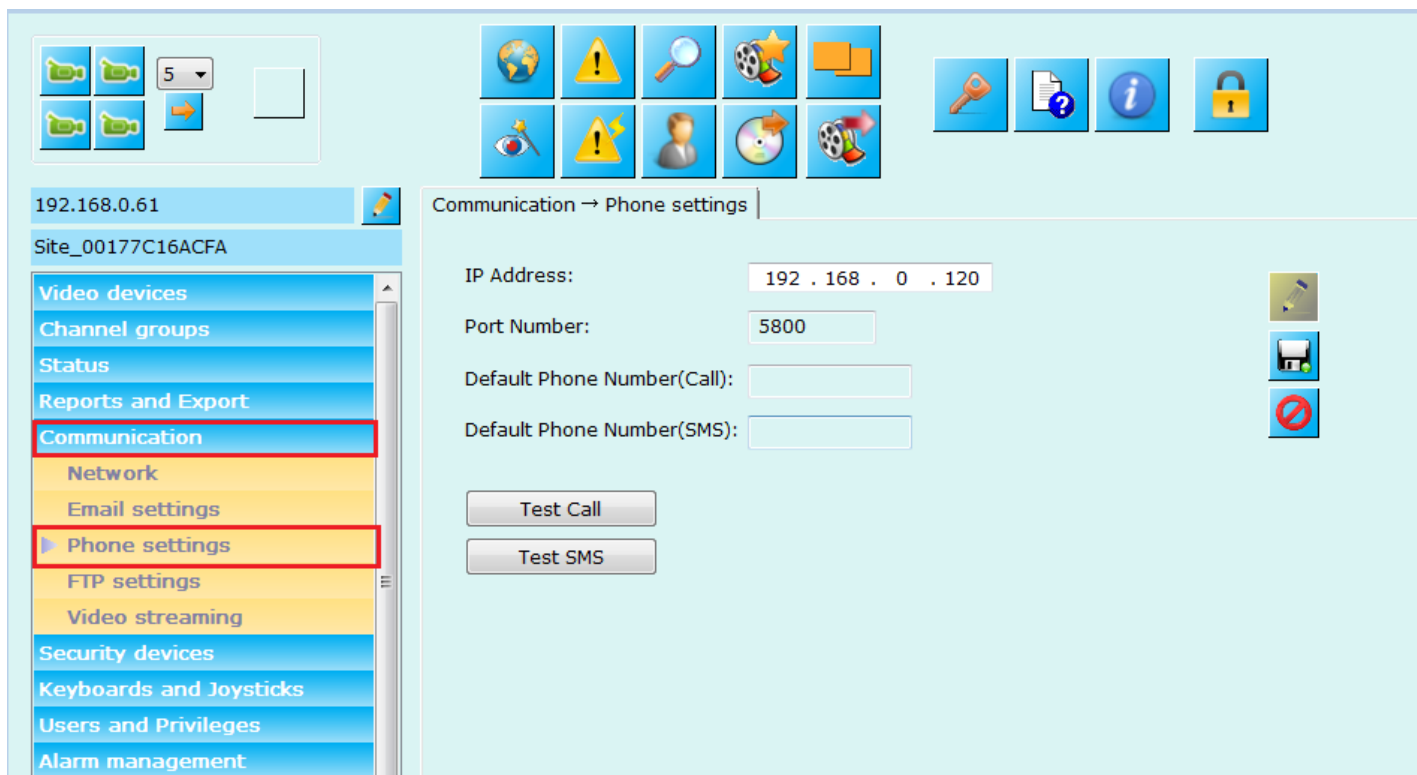 5
192.168.0.61
Site_00177C16ACFA
Video devices
Channel groups
Status
Reports and Export
Communication
Network
Email settings
Phone settings
FTP settings
Video streaming
Security devices
Keyboards and Joysticks
Users and Privileges
Alarm management
Communication → Phone settings
IP Address: 192 . 168 . 0 . 120
Port Number: 5800
Default Phone Number(Call):
Default Phone Number(SMS):
Test Call
Test SMS